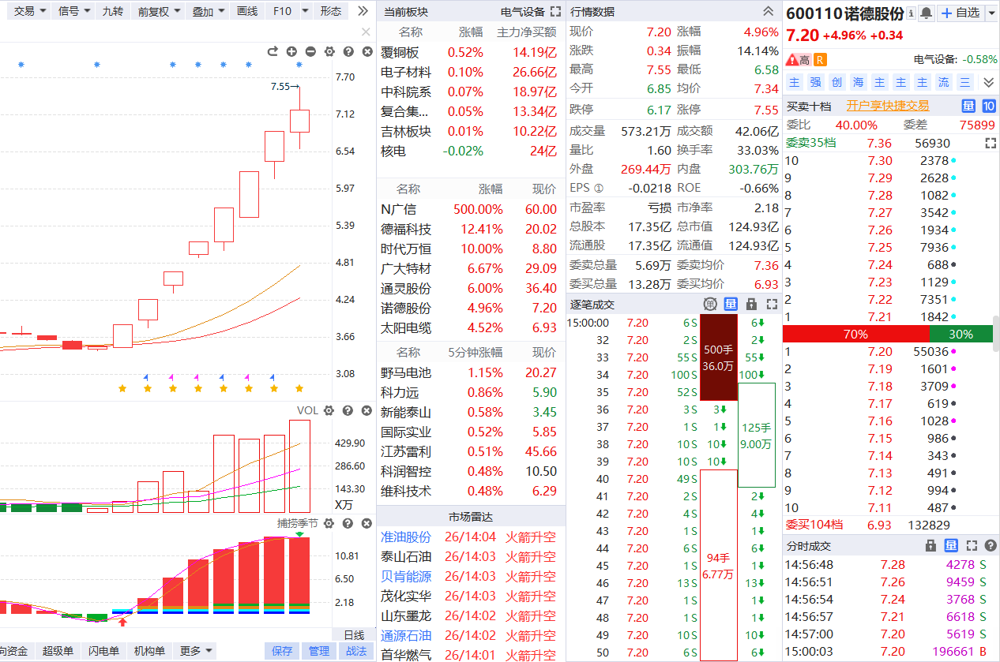 交易 信号 九转 前复权 叠加 画线 F10 形态
7.70
7.55→
7.12
6.54
5.97
5.39
4.81
4.24
3.66
3.08
VOL
429.90
286.60
143.30
X万
捕捞季节
10.81
6.50
2.18
日线
向资金 超级单 闪电单 机构单 更多 保存 管理 战法
当前板块 电气设备
名称 涨幅 主力净买额
覆铜板 0.52% 14.19亿
电子材料 0.10% 26.66亿
中科院系 0.07% 18.97亿
复合集... 0.05% 13.34亿
吉林板块 0.01% 10.22亿
核电 -0.02% 24亿
名称 涨幅 现价
N广信 500.00% 60.00
德福科技 12.41% 20.02
时代万恒 10.00% 8.80
广大特材 6.67% 29.09
通灵股份 6.00% 36.40
诺德股份 4.96% 7.20
太阳电缆 4.52% 6.93
名称 5分钟涨幅 现价
野马电池 1.15% 20.27
科力远 0.86% 5.90
新能泰山 0.58% 3.45
国际实业 0.52% 5.85
江苏雷利 0.51% 45.66
科润智控 0.48% 10.50
维科技术 0.48% 6.29
市场雷达
准油股份 26/14:04 火箭升空
泰山石油 26/14:03 火箭升空
贝肯能源 26/14:03 火箭升空
茂化实华 26/14:03 火箭升空
山东墨龙 26/14:02 火箭升空
通源石油 26/14:02 火箭升空
首华燃气 26/14:01 火箭升空
行情数据
现价 7.20 涨幅 4.96%
涨跌 0.34 振幅 14.14%
最高 7.55 最低 6.58
今开 6.85 均价 7.34
跌停 6.17 涨停 7.55
成交量 573.21万 成交额 42.06亿
量比 1.60 换手率 33.03%
外盘 269.44万 内盘 303.76万
EPS ① -0.0218 ROE -0.66%
市盈率 亏损 市净率 2.18
总股本 17.35亿 总市值 124.93亿
流通股 17.35亿 流通值 124.93亿
委卖总量 5.69万 委卖均价 7.36
委买总量 13.28万 委买均价 6.93
逐笔成交 单 量
15:00:00 7.20 6S 6
32 7.20 2S 2
33 7.20 55S 55
34 7.20 100S 100
35 7.20 52S
500手
36.0万
36 7.20 3S 3
37 7.20 1S 1
38 7.20 10S 10
39 7.20 10S 10
125手
9.00万
40 7.20 49S
41 7.20 2S 2
42 7.20 4S 4
43 7.20 1S 1
44 7.20 6S 6
45 7.20 1S 1
46 7.20 13S 13
47 7.20 1S 1
48 7.20 1S 1
49 7.20 10S 10
50 7.20 6S 6
94手
6.77万
600110 诺德股份 自选
7.20 +4.96% +0.34
高 R 电气设备: -0.58%
主 强 创 海 主 主 主 流 三
买卖十档 开户享快捷交易 量 10
委比 40.00% 委差 75899
委卖35档 7.36 56930
10 7.30 2378
9 7.29 2628
8 7.28 1082
7 7.27 3542
6 7.26 1934
5 7.25 7936
4 7.24 688
3 7.23 1129
2 7.22 7351
1 7.21 1842
70% 30%
1 7.20 55036
2 7.19 1601
3 7.18 3709
4 7.17 619
5 7.16 1028
6 7.15 986
7 7.14 343
8 7.13 491
9 7.12 994
10 7.11 487
委买104档 6.93 132829
分时成交 量
14:56:48 7.28 4278 S
14:56:51 7.26 9459 S
14:56:54 7.24 3768 S
14:56:57 7.21 6618 S
14:57:00 7.20 5619 S
15:00:03 7.20 196661 B